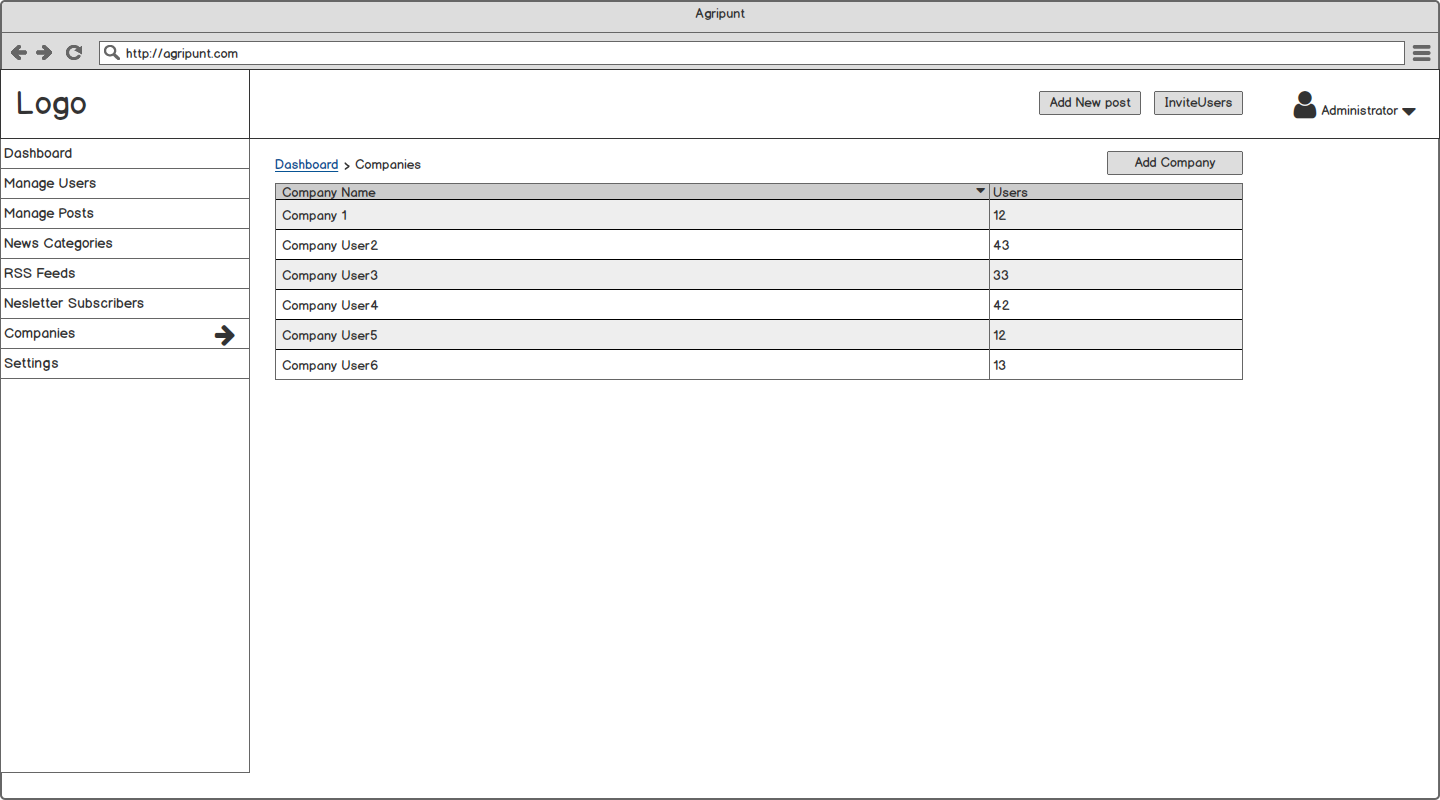 Agripunt
http://agripunt.com
Logo
Add New post
InviteUsers
Administrator
Dashboard
Manage Users
Manage Posts
News Categories
RSS Feeds
Nesletter Subscribers
Companies
Settings
Dashboard > Companies
Add Company
Company Name Users
Company 1 12
Company User2 43
Company User3 33
Company User4 42
Company User5 12
Company User6 13